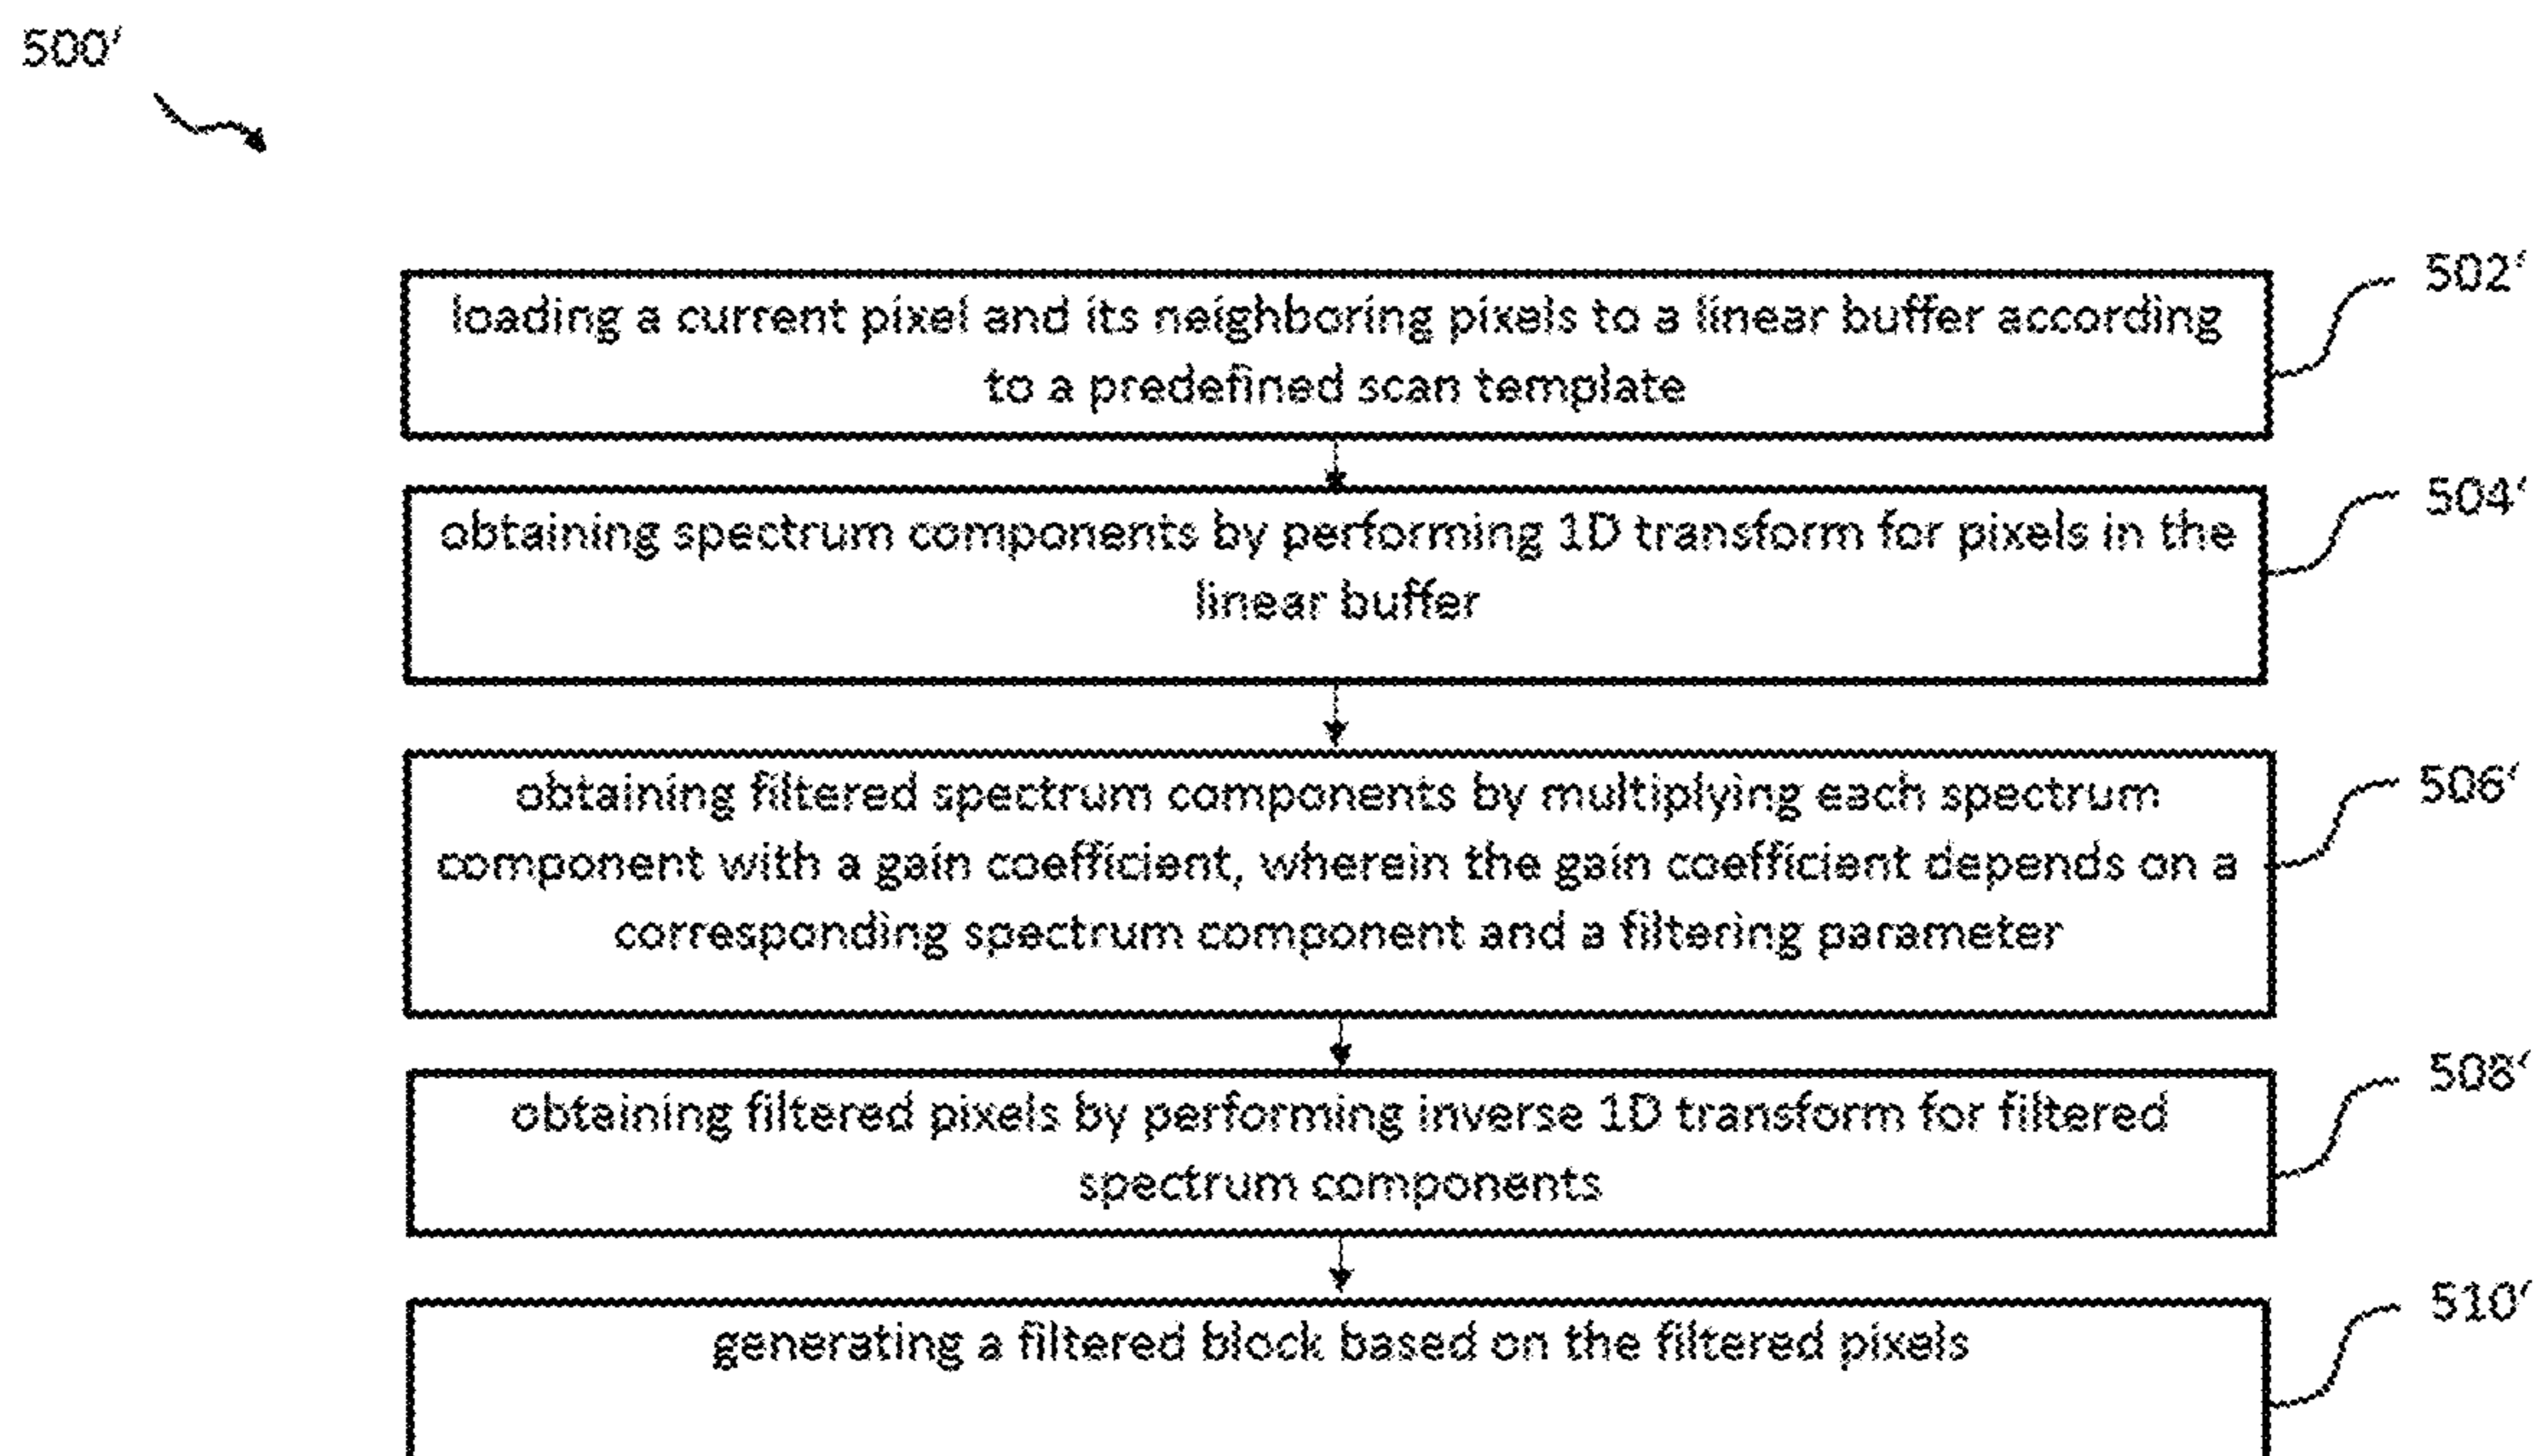 500′
502′
loading a current pixel and its neighboring pixels to a linear buffer according
to a predefined scan template
504′
obtaining spectrum components by performing 1D transform for pixels in the
linear buffer
506′
obtaining filtered spectrum components by multiplying each spectrum
component with a gain coefficient, wherein the gain coefficient depends on a
corresponding spectrum component and a filtering parameter
508′
obtaining filtered pixels by performing inverse 1D transform for filtered
spectrum components
510′
generating a filtered block based on the filtered pixels